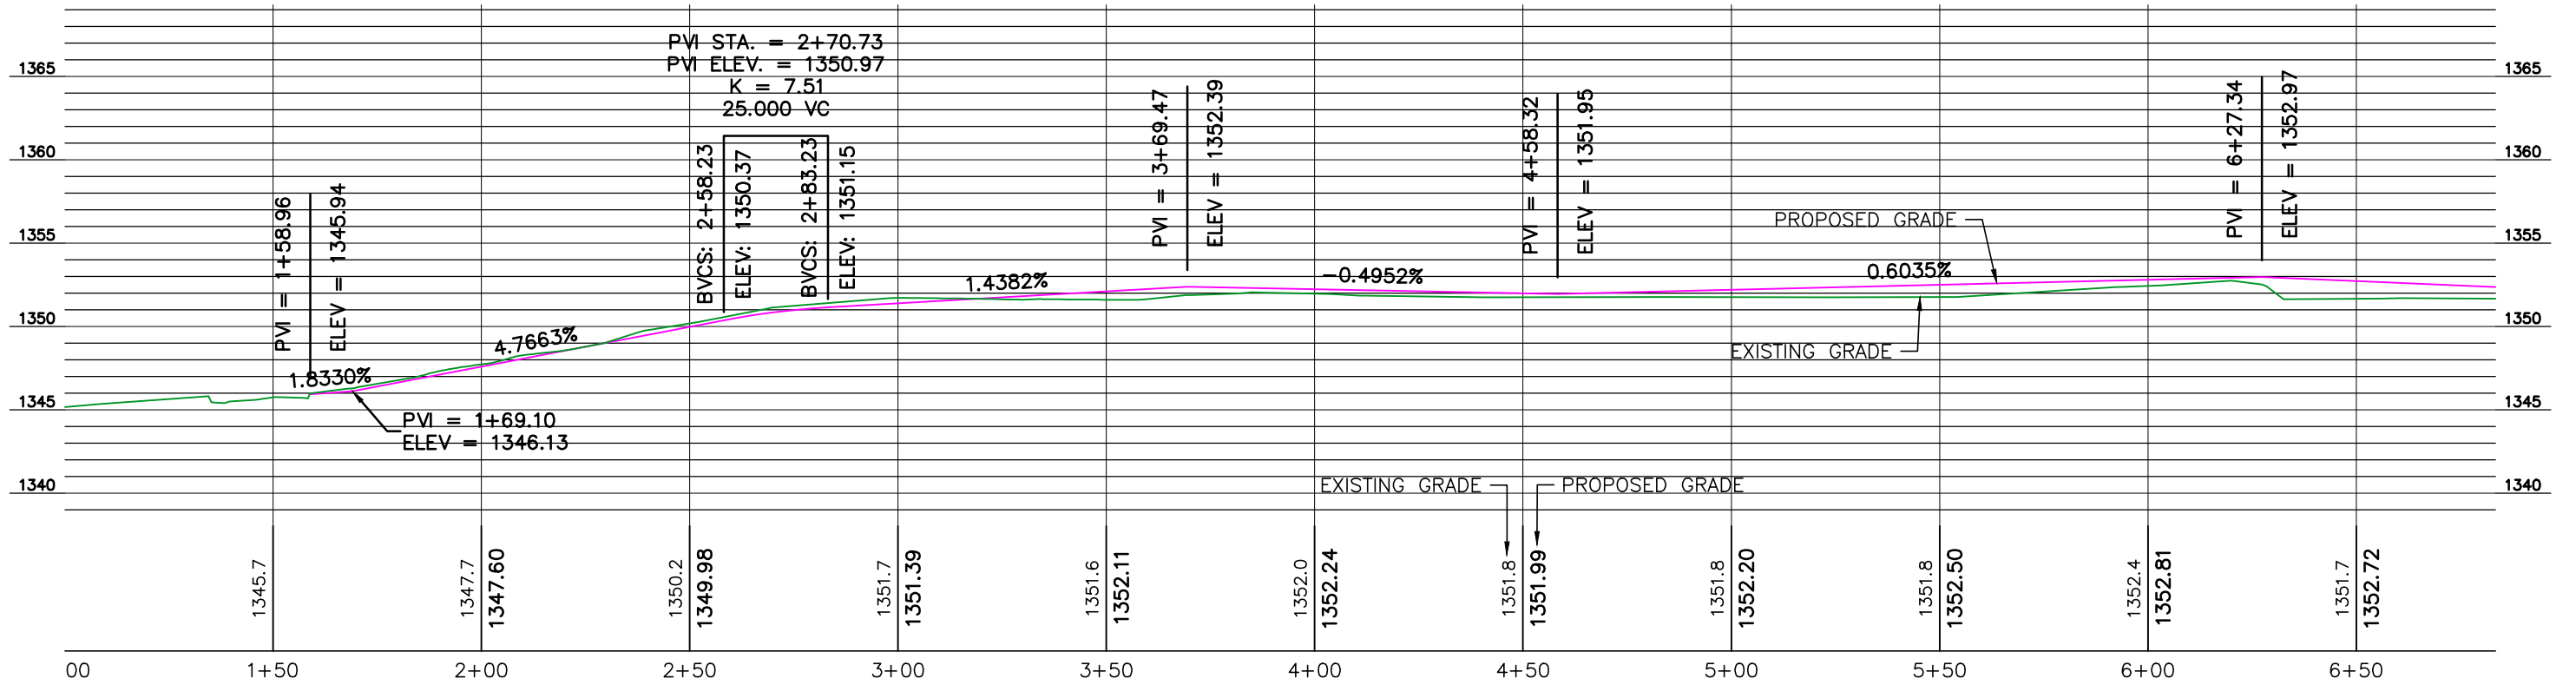 PVI STA. = 2+70.73
PVI ELEV. = 1350.97
K = 7.51
25.000 VC
1365
1360
1355
1350
1345
1340
1365
1360
1355
1350
1345
1340
PVI = 1+58.96
ELEV = 1345.94
BVCS: 2+58.23
ELEV: 1350.37
BVCS: 2+83.23
ELEV: 1351.15
PVI = 3+69.47
ELEV = 1352.39
PVI = 4+58.32
ELEV = 1351.95
PVI = 6+27.34
ELEV = 1352.97
PROPOSED GRADE
EXISTING GRADE
1.8330%
4.7663%
1.4382%
-0.4952%
0.6035%
PVI = 1+69.10
ELEV = 1346.13
EXISTING GRADE
PROPOSED GRADE
1345.7
1347.7
1347.60
1350.2
1349.98
1351.7
1351.39
1351.6
1352.11
1352.0
1352.24
1351.8
1351.99
1351.8
1352.20
1351.8
1352.50
1352.4
1352.81
1351.7
1352.72
00
1+50
2+00
2+50
3+00
3+50
4+00
4+50
5+00
5+50
6+00
6+50